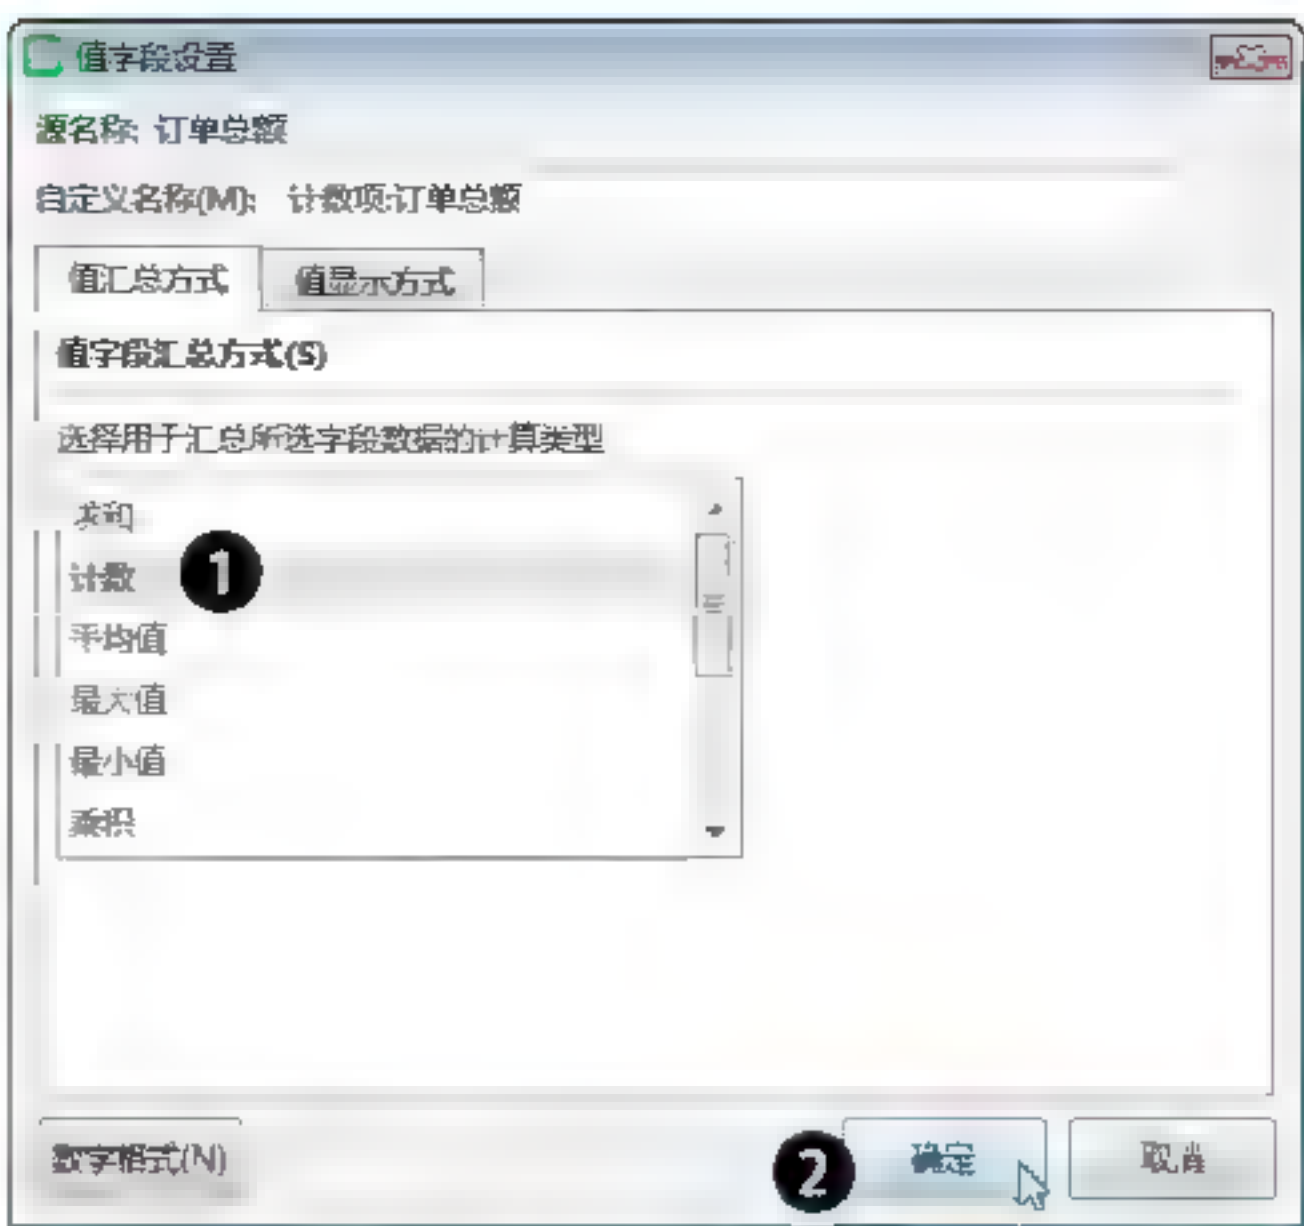 值字段设置
源名称: 订单总额
自定义名称(M): 计数项:订单总额
值汇总方式 值显示方式
值字段汇总方式(S)
选择用于汇总所选字段数据的计算类型
求和
计数 1
平均值
最大值
最小值
乘积
数字格式(N) 2 确定 取消